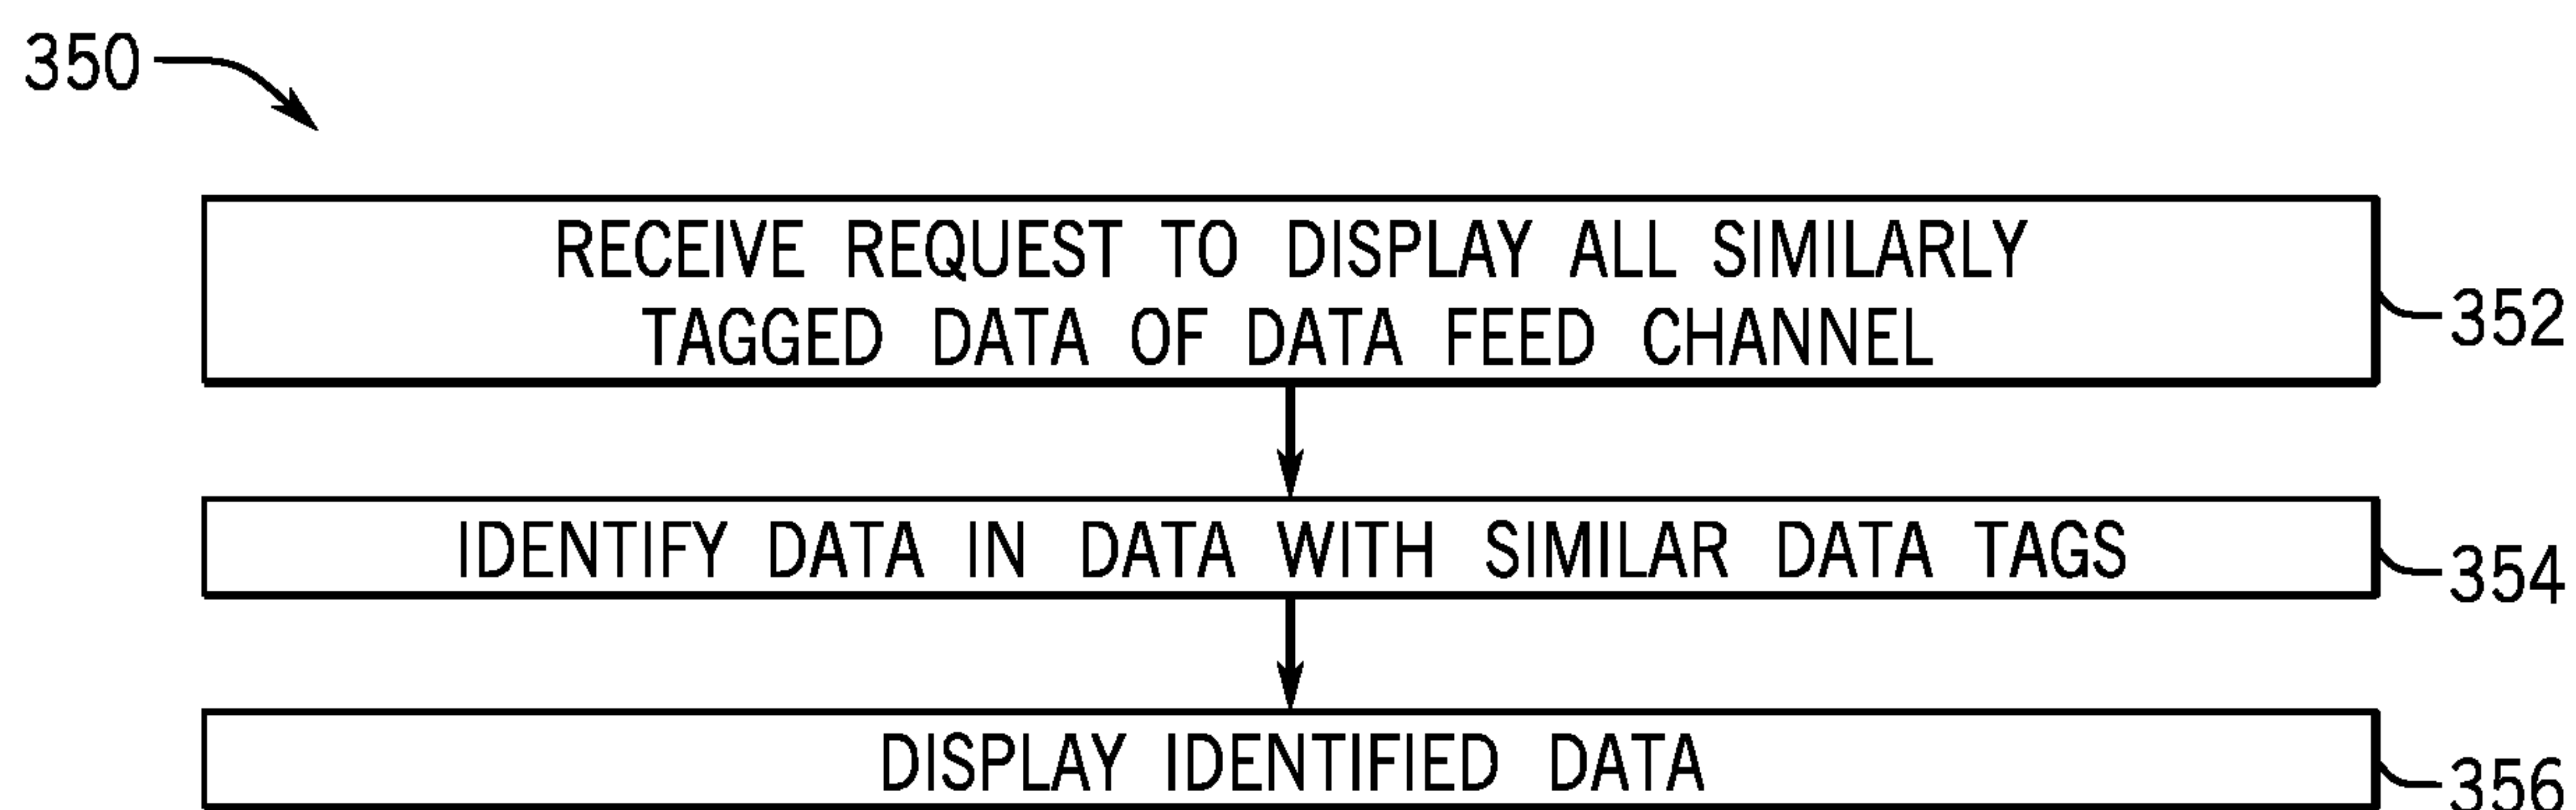 350
RECEIVE REQUEST TO DISPLAY ALL SIMILARLY
TAGGED DATA OF DATA FEED CHANNEL
352
IDENTIFY DATA IN DATA WITH SIMILAR DATA TAGS
354
DISPLAY IDENTIFIED DATA
356